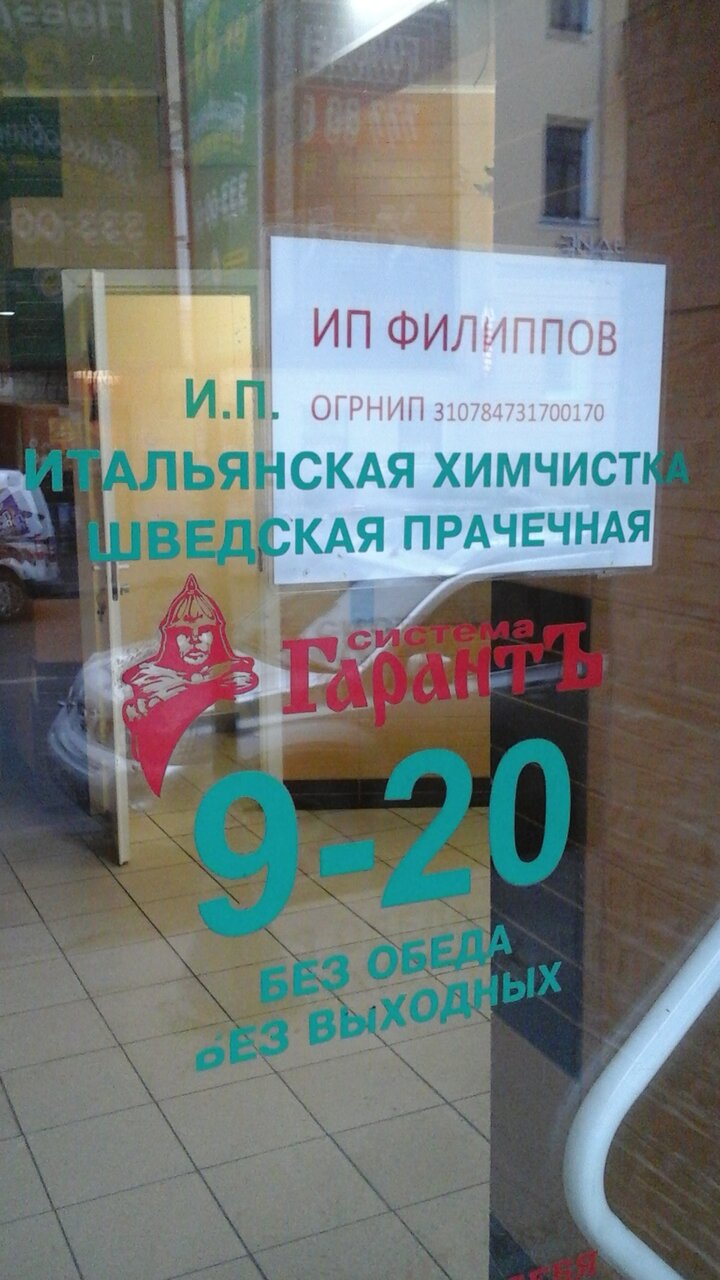 ИП ФИЛИППОВ
И.П. ОГРНИП 310784731700170
ИТАЛЬЯНСКАЯ ХИМЧИСТКА
ШВЕДСКАЯ ПРАЧЕЧНАЯ
система
ГарантЪ
9-20
БЕЗ ОБЕДА
БЕЗ ВЫХОДНЫХ